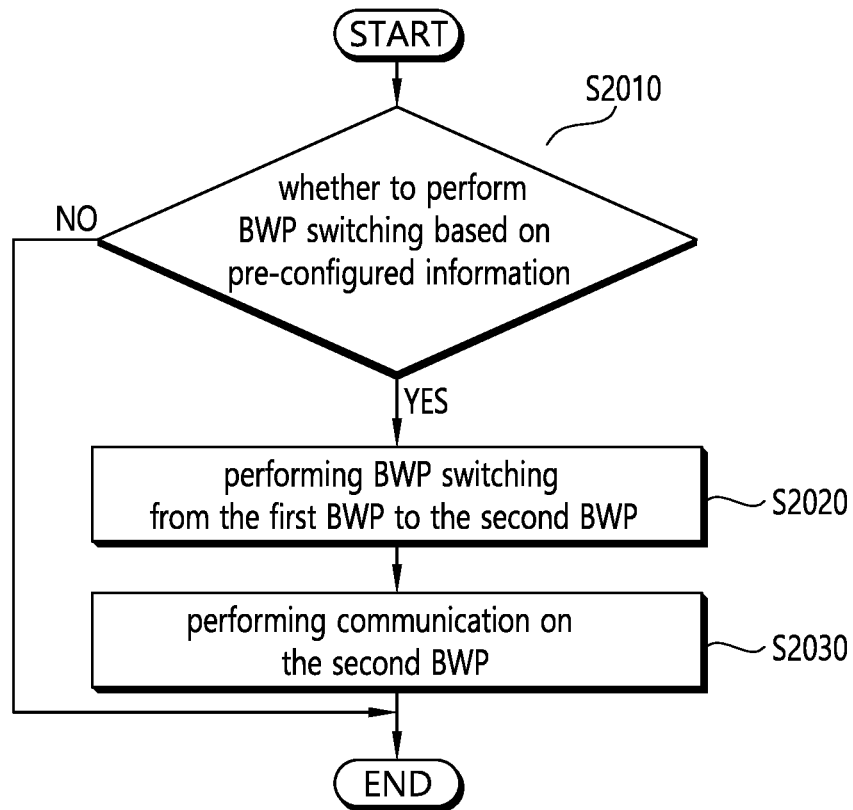 START
S2010
whether to perform
BWP switching based on
pre-configured information
NO
YES
performing BWP switching
from the first BWP to the second BWP
S2020
performing communication on
the second BWP
S2030
END